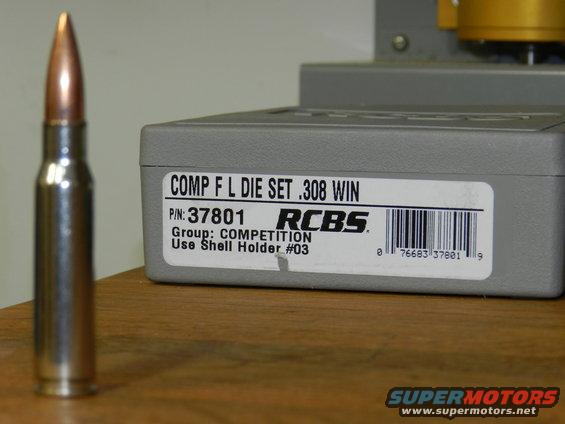 COMP F L DIE SET .308 WIN
P/N: 37801 RCBS.
Group: COMPETITION
Use Shell Holder #03
0 76683 37801 9
SUPERMOTORS
www.supermotors.net